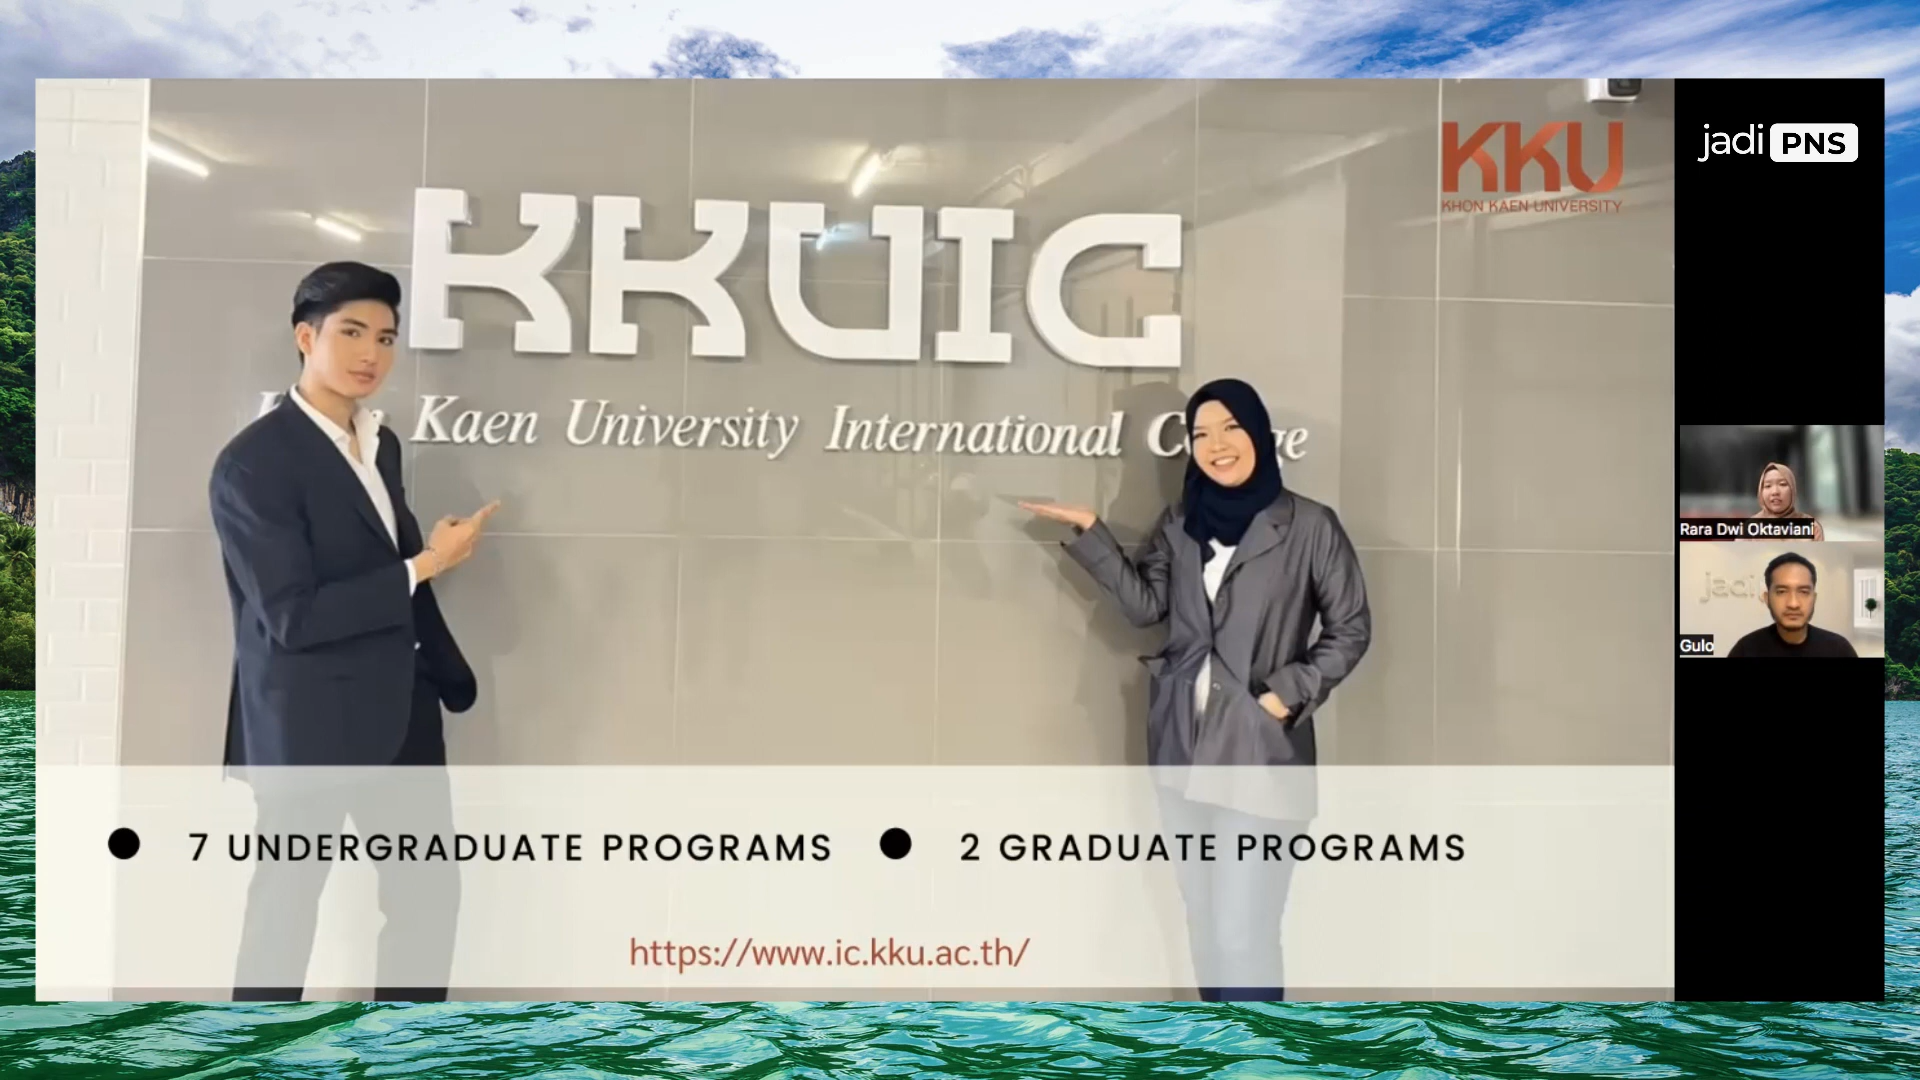 KKUIC
Kaen University International
KKU
KHON KAEN UNIVERSITY
7 UNDERGRADUATE PROGRAMS
2 GRADUATE PROGRAMS
https://www.ic.kku.ac.th/
jadi PNS
Rara Dwi Oktaviani
jadi
Gulo